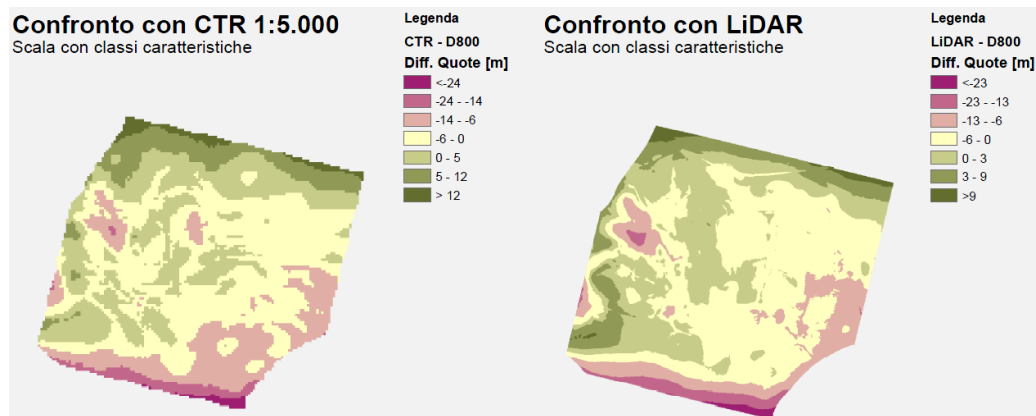 Confronto con CTR 1:5.000
Scala con classi caratteristiche
Legenda
CTR - D800
Diff. Quote [m]
<-24
-24 - -14
-14 - -6
-6 - 0
0 - 5
5 - 12
> 12
Confronto con LiDAR
Scala con classi caratteristiche
Legenda
LiDAR - D800
Diff. Quote [m]
<-23
-23 - -13
-13 - -6
-6 - 0
0 - 3
3 - 9
>9